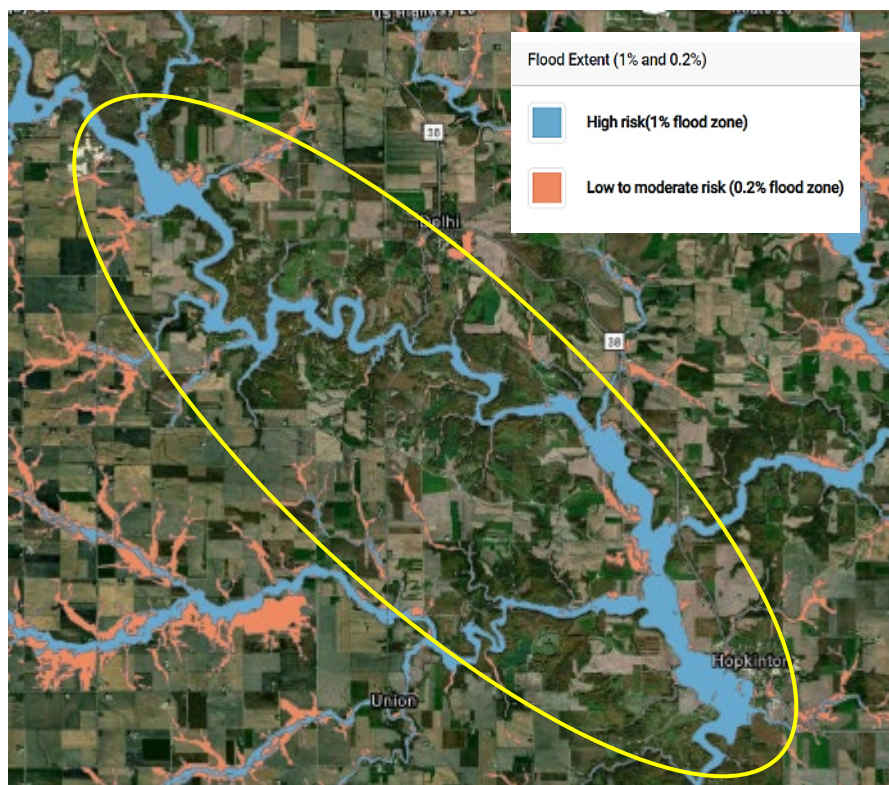 Flood Extent (1% and 0.2%)
High risk(1% flood zone)
Low to moderate risk (0.2% flood zone)
38
Delhi
38
Hopkinton
Union